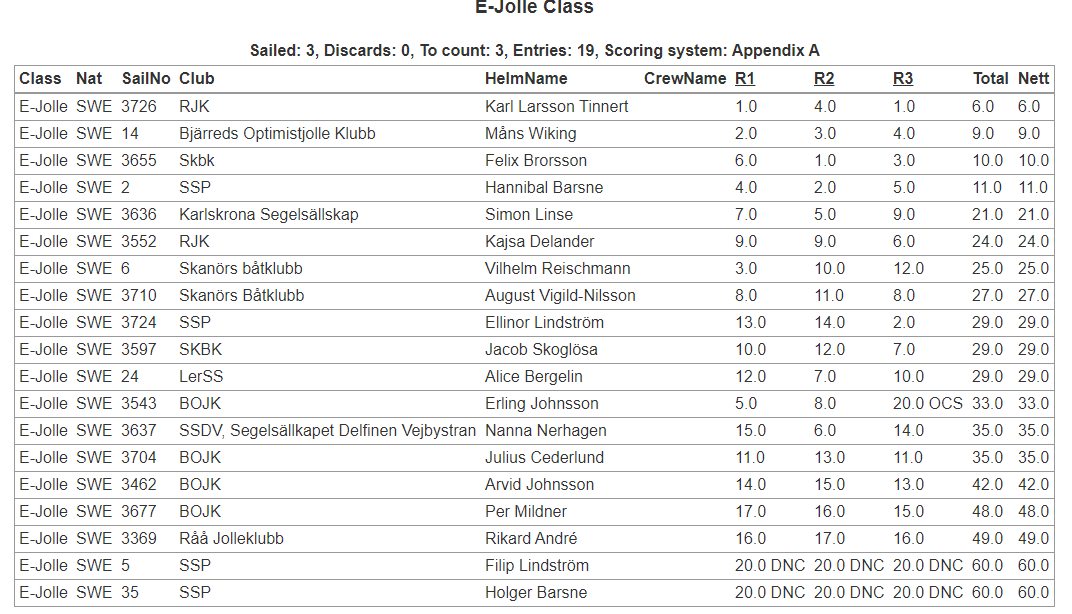 E-Jolle Class
Sailed: 3, Discards: 0, To count: 3, Entries: 19, Scoring system: Appendix A
Class Nat SailNo Club HelmName CrewName R1 R2 R3 Total Nett
E-Jolle SWE 3726 RJK Karl Larsson Tinnert 1.0 4.0 1.0 6.0 6.0
E-Jolle SWE 14 Bjärreds Optimistjolle Klubb Måns Wiking 2.0 3.0 4.0 9.0 9.0
E-Jolle SWE 3655 Skbk Felix Brorsson 6.0 1.0 3.0 10.0 10.0
E-Jolle SWE 2 SSP Hannibal Barsne 4.0 2.0 5.0 11.0 11.0
E-Jolle SWE 3636 Karlskrona Segelsällskap Simon Linse 7.0 5.0 9.0 21.0 21.0
E-Jolle SWE 3552 RJK Kajsa Delander 9.0 9.0 6.0 24.0 24.0
E-Jolle SWE 6 Skanörs båtklubb Vilhelm Reischmann 3.0 10.0 12.0 25.0 25.0
E-Jolle SWE 3710 Skanörs Båtklubb August Vigild-Nilsson 8.0 11.0 8.0 27.0 27.0
E-Jolle SWE 3724 SSP Ellinor Lindström 13.0 14.0 2.0 29.0 29.0
E-Jolle SWE 3597 SKBK Jacob Skoglösa 10.0 12.0 7.0 29.0 29.0
E-Jolle SWE 24 LerSS Alice Bergelin 12.0 7.0 10.0 29.0 29.0
E-Jolle SWE 3543 BOJK Erling Johnsson 5.0 8.0 20.0 OCS 33.0 33.0
E-Jolle SWE 3637 SSDV, Segelsällkapet Delfinen Vejbystran Nanna Nerhagen 15.0 6.0 14.0 35.0 35.0
E-Jolle SWE 3704 BOJK Julius Cederlund 11.0 13.0 11.0 35.0 35.0
E-Jolle SWE 3462 BOJK Arvid Johnsson 14.0 15.0 13.0 42.0 42.0
E-Jolle SWE 3677 BOJK Per Mildner 17.0 16.0 15.0 48.0 48.0
E-Jolle SWE 3369 Råå Jolleklubb Rikard André 16.0 17.0 16.0 49.0 49.0
E-Jolle SWE 5 SSP Filip Lindström 20.0 DNC 20.0 DNC 20.0 DNC 60.0 60.0
E-Jolle SWE 35 SSP Holger Barsne 20.0 DNC 20.0 DNC 20.0 DNC 60.0 60.0